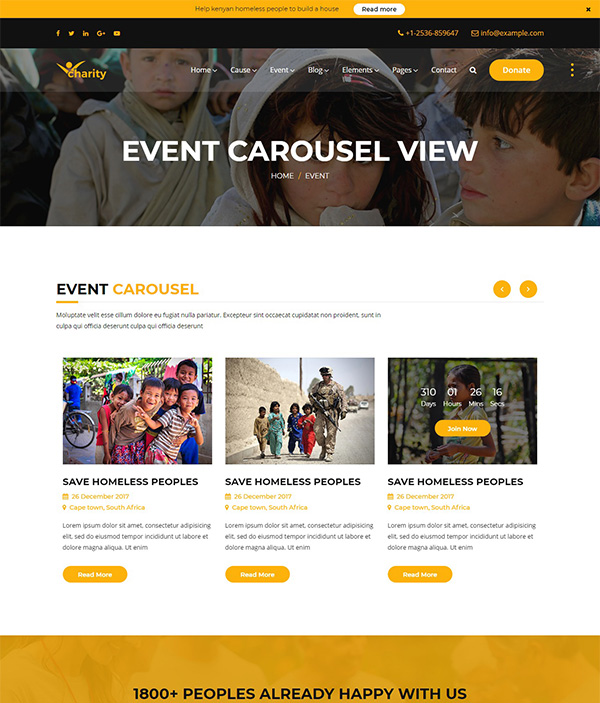 Help kenyan homeless people to build a house Read more
+1-2536-859647 info@example.com
charity Home Cause Event Blog Elements Pages Contact Donate
EVENT CAROUSEL VIEW
HOME / EVENT
EVENT CAROUSEL
Moluptate velit esse cillum dolore eu fugiat nulla pariatur. Excepteur sint occaecat cupidatat non proident, sunt in
culpa qui officia deserunt culpa qui officia deserunt
310 01 26 16
Days Hours Mins Secs
Join Now
SAVE HOMELESS PEOPLES
26 December 2017
Cape town, South Africa
Lorem ipsum dolor sit amet, consectetur adipisicing
elit, sed do eiusmod tempor incididunt ut labore et
dolore magna aliqua. Ut enim
Read More
SAVE HOMELESS PEOPLES
26 December 2017
Cape town, South Africa
Lorem ipsum dolor sit amet, consectetur adipisicing
elit, sed do eiusmod tempor incididunt ut labore et
dolore magna aliqua. Ut enim
Read More
SAVE HOMELESS PEOPLES
26 December 2017
Cape town, South Africa
Lorem ipsum dolor sit amet, consectetur adipisicing
elit, sed do eiusmod tempor incididunt ut labore et
dolore magna aliqua. Ut enim
Read More
1800+ PEOPLES ALREADY HAPPY WITH US